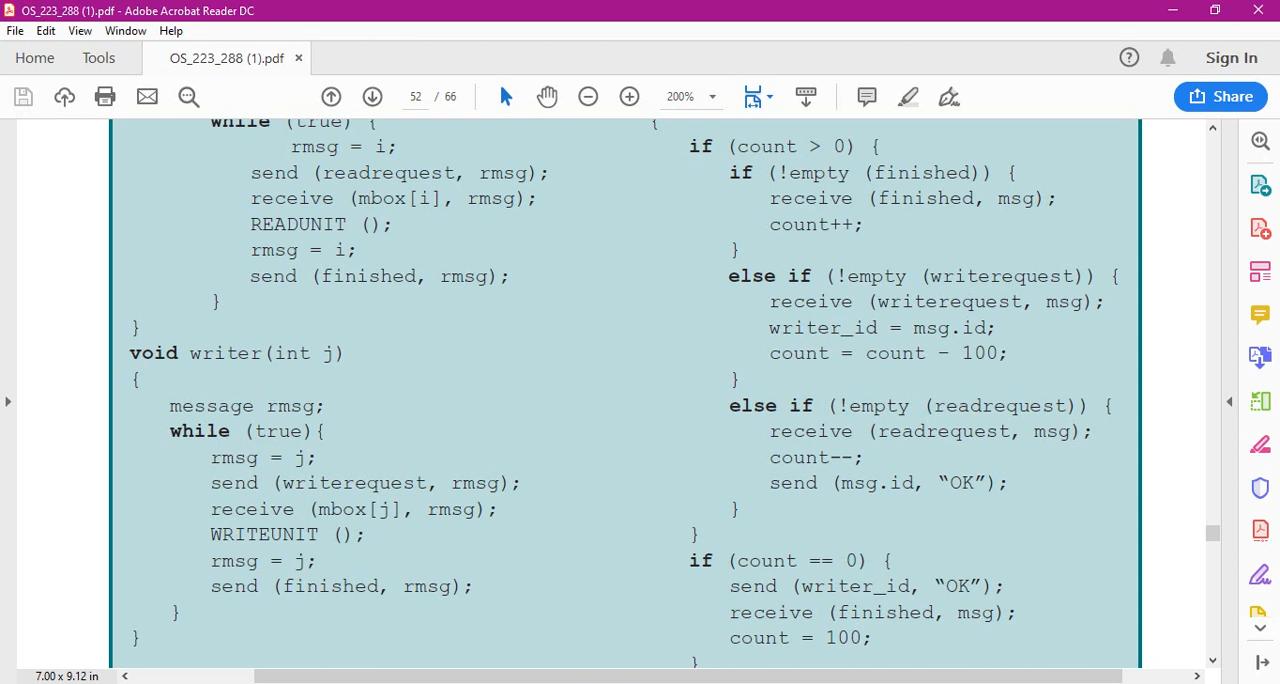 OS_223_288 (1).pdf - Adobe Acrobat Reader DC
File Edit View Window Help
Home Tools OS_223_288 (1).pdf ×
Sign In
52 / 66
200%
Share
while (true) {
rmsg = i;
send (readrequest, rmsg);
receive (mbox[i], rmsg);
READUNIT ();
rmsg = i;
send (finished, rmsg);
}
}
void writer(int j)
{
message rmsg;
while (true){
rmsg = j;
send (writerequest, rmsg);
receive (mbox[j], rmsg);
WRITEUNIT ();
rmsg = j;
send (finished, rmsg);
}
}
{
if (count > 0) {
if (!empty (finished)) {
receive (finished, msg);
count++;
}
else if (!empty (writerequest)) {
receive (writerequest, msg);
writer_id = msg.id;
count = count - 100;
}
else if (!empty (readrequest)) {
receive (readrequest, msg);
count--;
send (msg.id, “OK”);
}
}
if (count == 0) {
send (writer_id, “OK”);
receive (finished, msg);
count = 100;
}
7.00 x 9.12 in